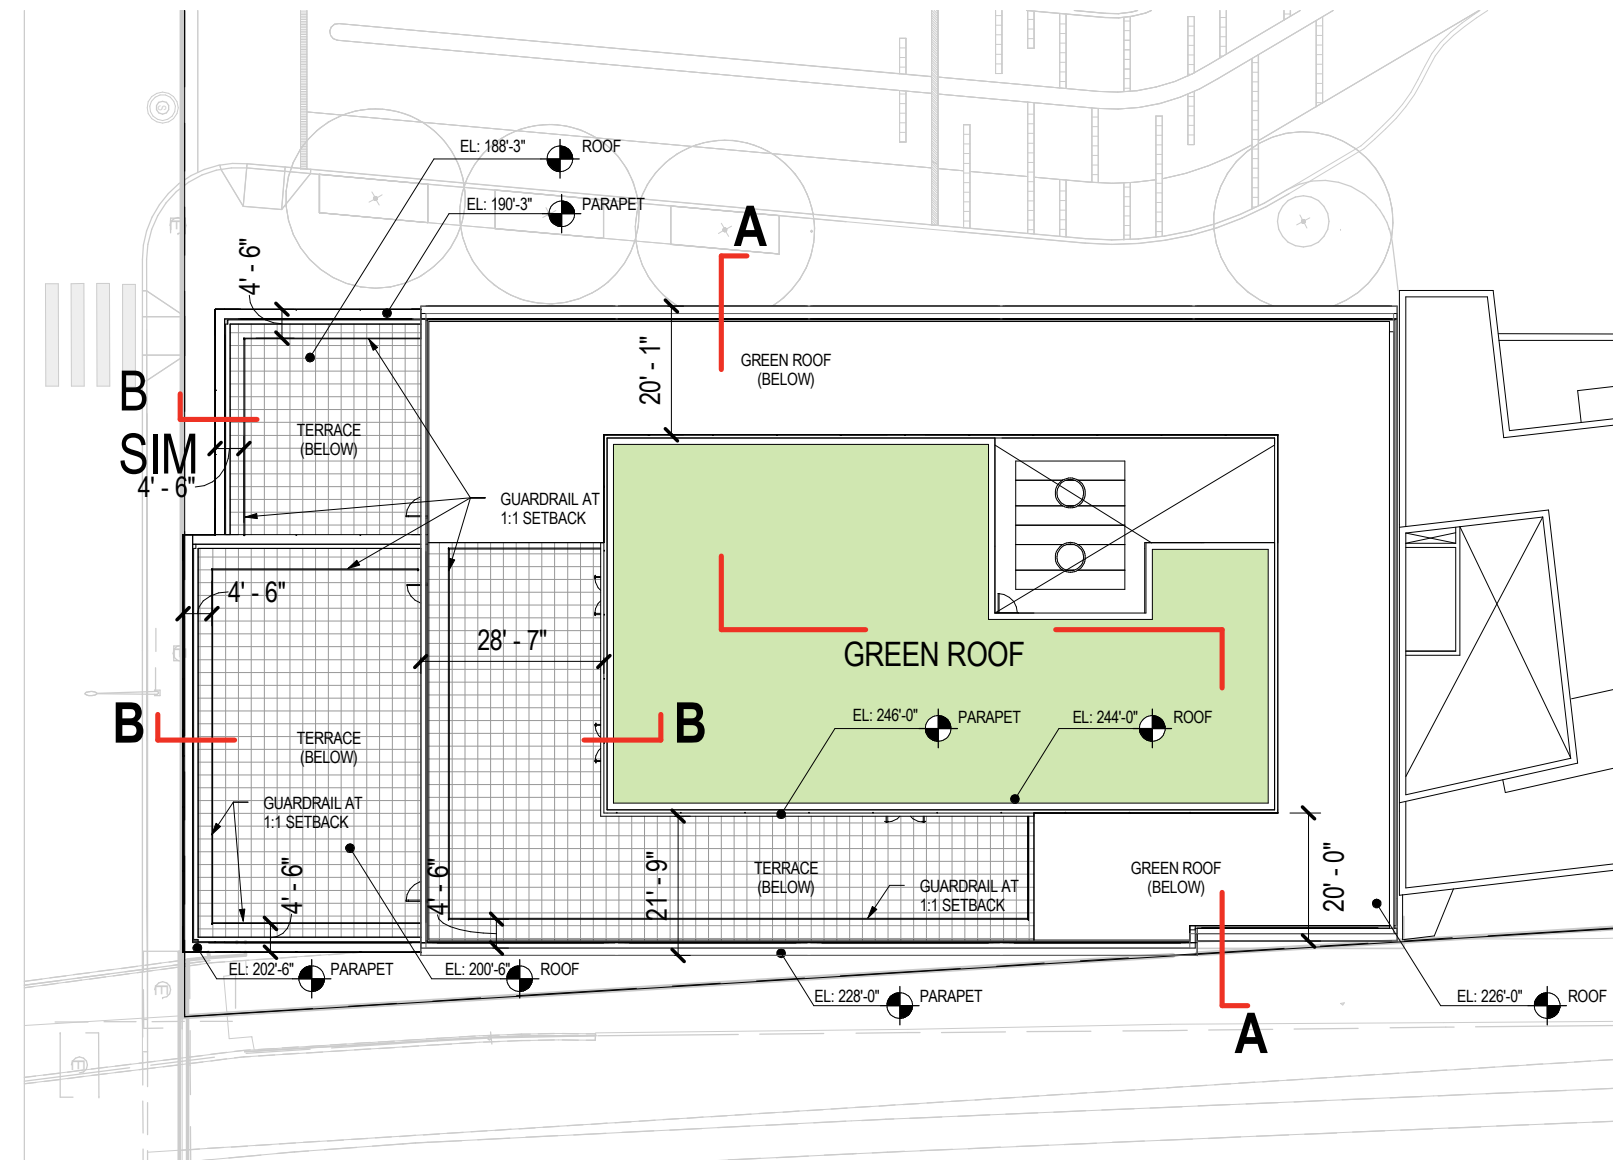 EL: 188'-3"
ROOF
EL: 190'-3"
PARAPET
A
4' - 6"
20' - 1"
GREEN ROOF
(BELOW)
B
SIM
4' - 6"
TERRACE
(BELOW)
GUARDRAIL AT
1:1 SETBACK
4' - 6"
28' - 7"
GREEN ROOF
B
B
EL: 246'-0"
PARAPET
EL: 244'-0"
ROOF
TERRACE
(BELOW)
GUARDRAIL AT
1:1 SETBACK
4' - 6"
4' - 6"
21' - 9"
TERRACE
(BELOW)
GUARDRAIL AT
1:1 SETBACK
GREEN ROOF
(BELOW)
20' - 0"
EL: 202'-6"
PARAPET
EL: 200'-6"
ROOF
EL: 228'-0"
PARAPET
EL: 226'-0"
ROOF
A